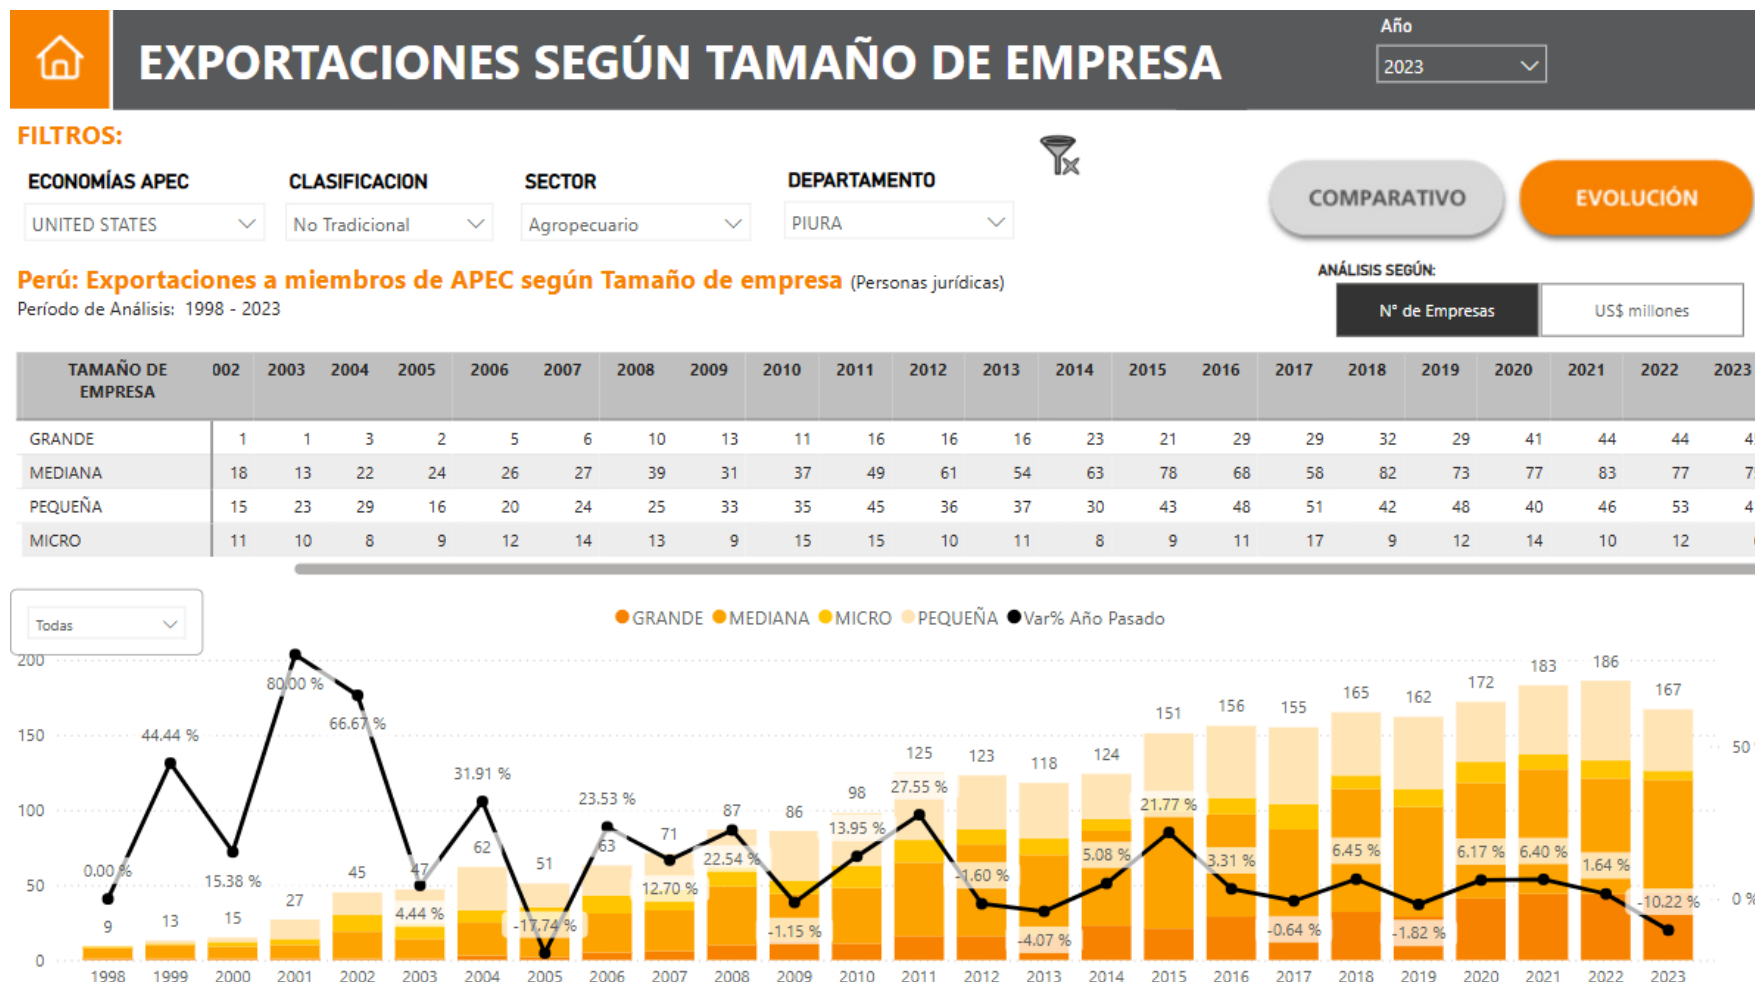 EXPORTACIONES SEGÚN TAMAÑO DE EMPRESA
Año
2023
FILTROS:
ECONOMÍAS APEC CLASIFICACION SECTOR DEPARTAMENTO
UNITED STATES No Tradicional Agropecuario PIURA
COMPARATIVO EVOLUCIÓN
Perú: Exportaciones a miembros de APEC según Tamaño de empresa (Personas jurídicas)
Período de Análisis: 1998 - 2023
ANÁLISIS SEGÚN:
N° de Empresas US$ millones
TAMAÑO DE EMPRESA 002 2003 2004 2005 2006 2007 2008 2009 2010 2011 2012 2013 2014 2015 2016 2017 2018 2019 2020 2021 2022 2023
GRANDE 1 1 3 2 5 6 10 13 11 16 16 16 23 21 29 29 32 29 41 44 44
MEDIANA 18 13 22 24 26 27 39 31 37 49 61 54 63 78 68 58 82 73 77 83 77
PEQUEÑA 15 23 29 16 20 24 25 33 35 45 36 37 30 43 48 51 42 48 40 46 53
MICRO 11 10 8 9 12 14 13 9 15 15 10 11 8 9 11 17 9 12 14 10 12
Todas
GRANDE MEDIANA MICRO PEQUEÑA Var% Año Pasado
200
150
100
50
0
50
0 %
9 13 15 27 45 47 62 51 63 71 87 86 98 125 123 118 124 151 156 155 165 162 172 183 186 167
0.00 % 44.44 % 15.38 % 80.00 % 66.67 % 4.44 % 31.91 % -17.74 % 23.53 % 12.70 % 22.54 % -1.15 % 13.95 % 27.55 % -1.60 % -4.07 % 5.08 % 21.77 % 3.31 % -0.64 % 6.45 % -1.82 % 6.17 % 6.40 % 1.64 % -10.22 %
1998 1999 2000 2001 2002 2003 2004 2005 2006 2007 2008 2009 2010 2011 2012 2013 2014 2015 2016 2017 2018 2019 2020 2021 2022 2023